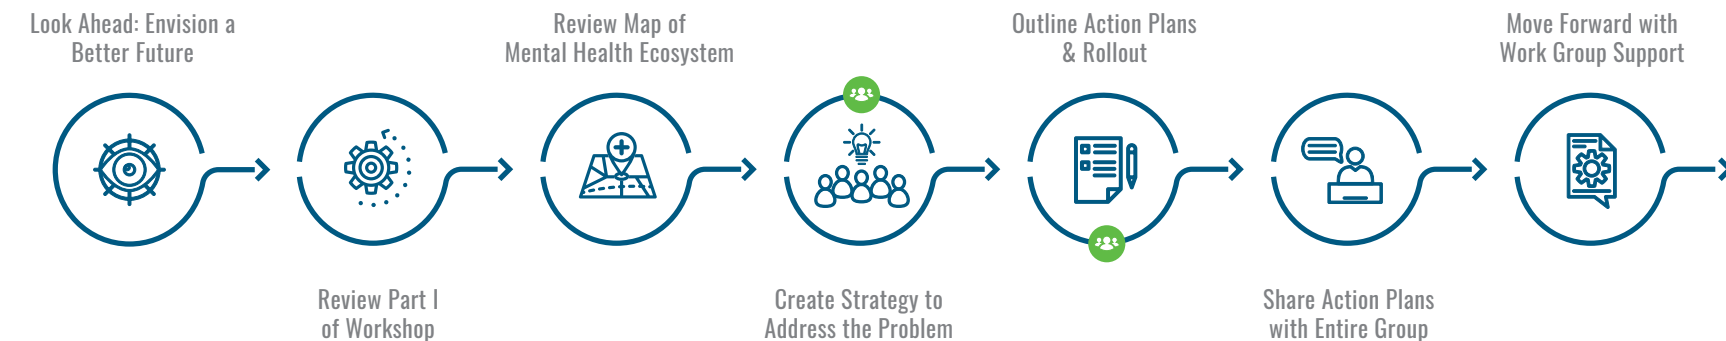 Look Ahead: Envision a
Better Future
Review Part I
of Workshop
Review Map of
Mental Health Ecosystem
Create Strategy to
Address the Problem
Outline Action Plans
& Rollout
Share Action Plans
with Entire Group
Move Forward with
Work Group Support